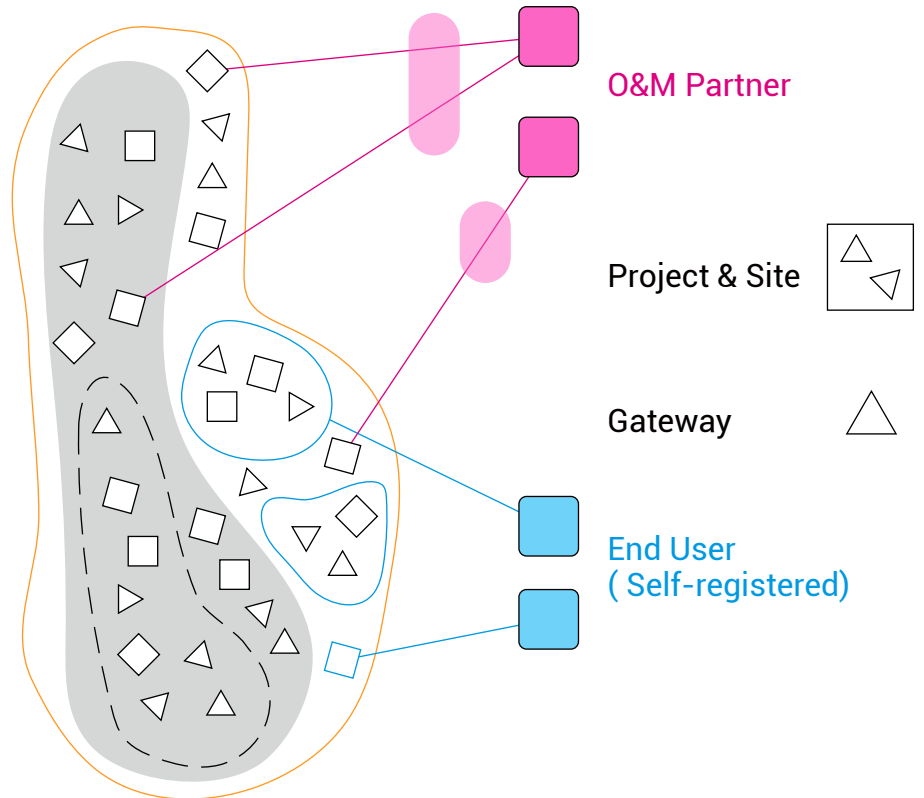 O&M Partner
Project & Site
Gateway
End User
( Self-registered)